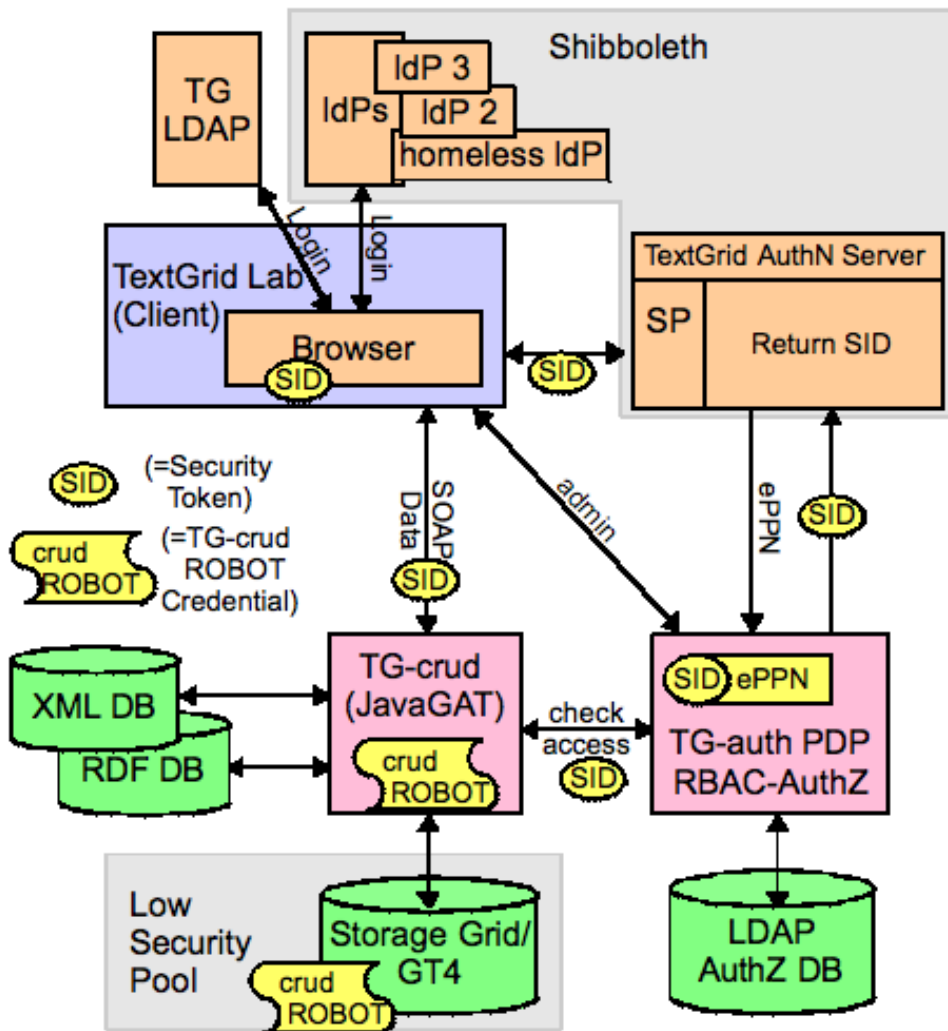 Shibboleth
TG
LDAP
IdPs
IdP 3
IdP 2
homeless IdP
Login
Login
TextGrid Lab
(Client)
Browser
SID
SID
TextGrid AuthN Server
SP
Return SID
SID
(=Security
Token)
crud
ROBOT
(=TG-crud
ROBOT
Credential)
SOAP
Data
SID
admin
ePPN
SID
XML DB
RDF DB
TG-crud
(JavaGAT)
crud
ROBOT
check
access
SID
SID
ePPN
TG-auth PDP
RBAC-AuthZ
Low
Security
Pool
Storage Grid/
GT4
crud
ROBOT
LDAP
AuthZ DB